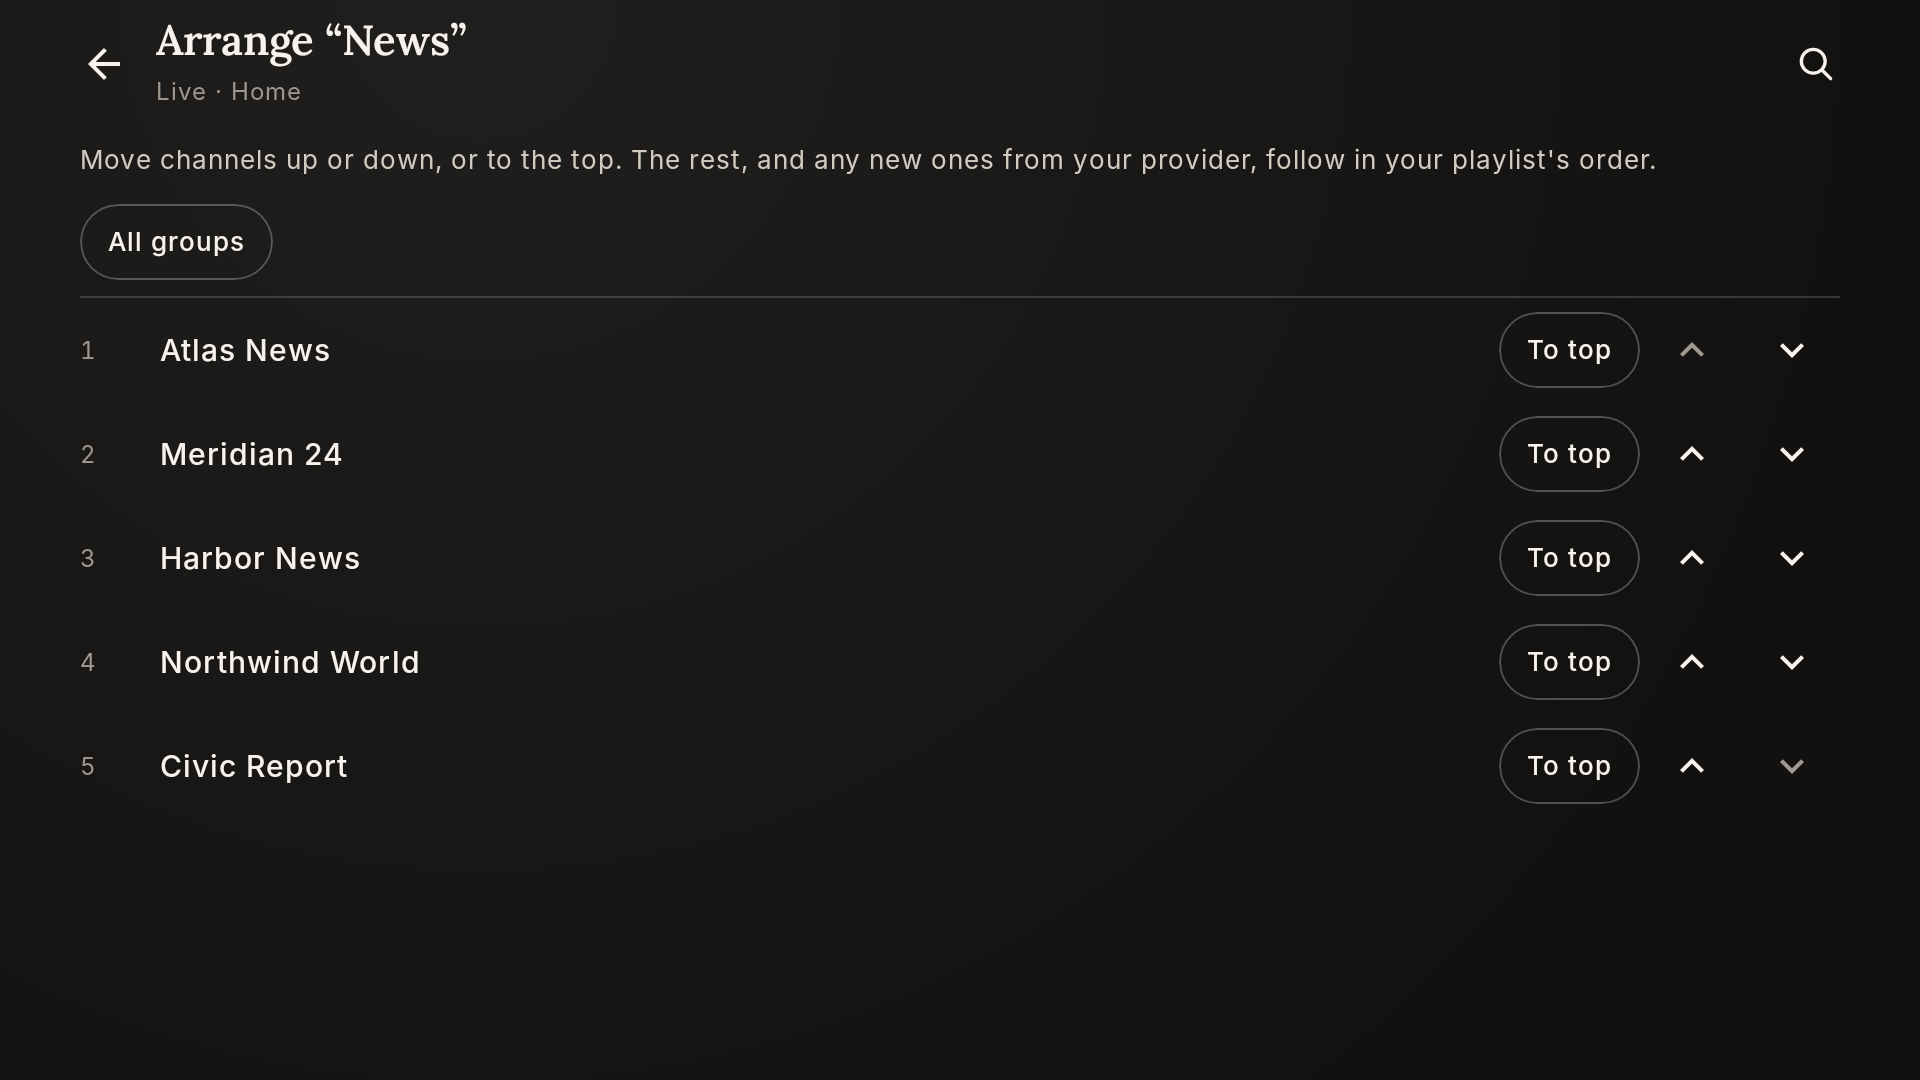 Arrange “News”
Live · Home
Move channels up or down, or to the top. The rest, and any new ones from your provider, follow in your playlist's order.
All groups
1 Atlas News To top
2 Meridian 24 To top
3 Harbor News To top
4 Northwind World To top
5 Civic Report To top